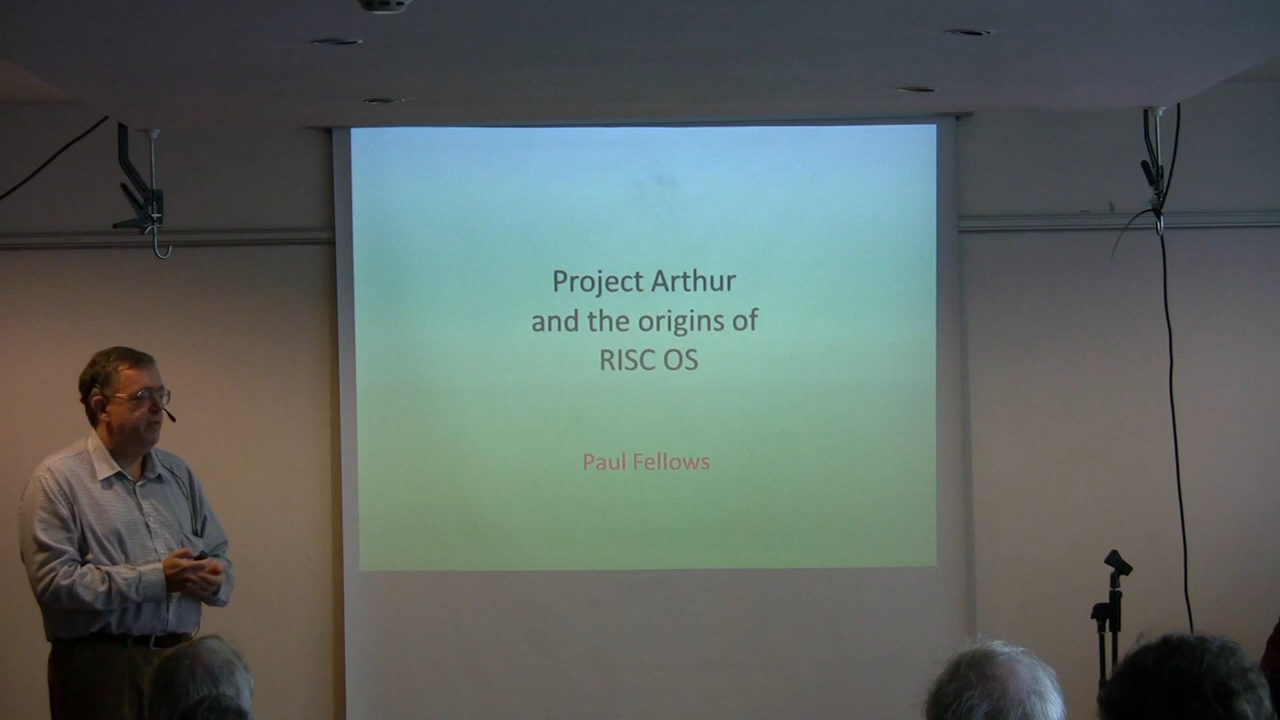 Project Arthur
and the origins of
RISC OS
Paul Fellows